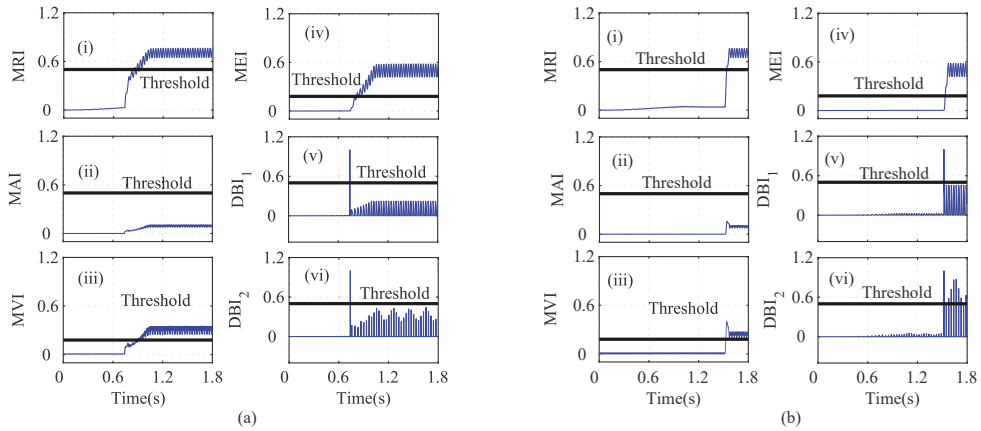 1.2
(i)
MRI
0.6
Threshold
0
1.2
(iv)
MEI
0.6
Threshold
0
1.2
(ii)
MAI
0.6
Threshold
0
1.2
(v)
DBI1
0.6
Threshold
0
1.2
(iii)
MVI
0.6
Threshold
0
0 0.6 1.2 1.8
Time(s)
1.2
(vi)
DBI2
0.6
Threshold
0
0 0.6 1.2 1.8
Time(s)
(a)
1.2
(i)
MRI
0.6
Threshold
0
1.2
(iv)
MEI
0.6
Threshold
0
1.2
(ii)
MAI
0.6
Threshold
0
1.2
(v)
DBI1
0.6
Threshold
0
1.2
(iii)
MVI
0.6
Threshold
0
0 0.6 1.2 1.8
Time(s)
1.2
(vi)
DBI2
0.6
Threshold
0
0 0.6 1.2 1.8
Time(s)
(b)